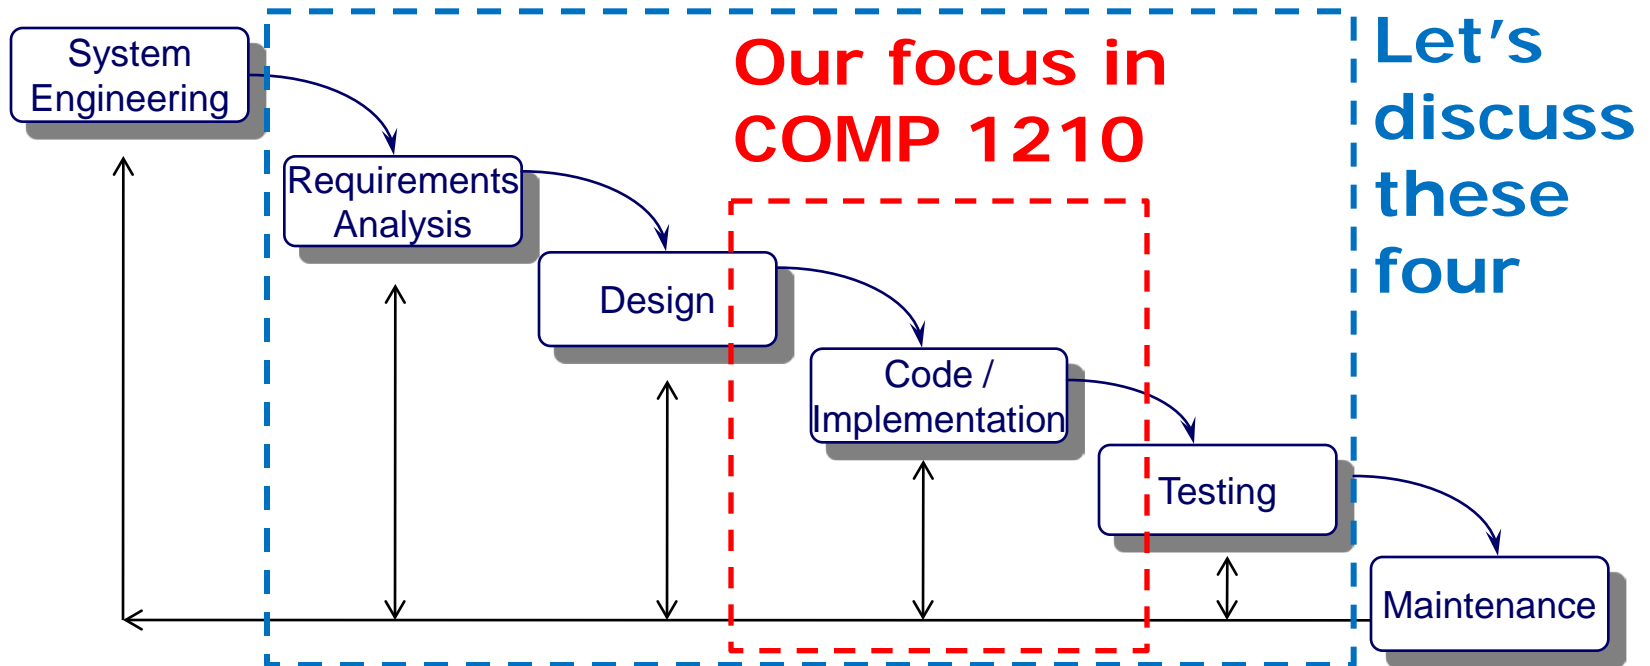 System
Engineering
Our focus in
COMP 1210
Let's
discuss
these
four
Requirements
Analysis
Design
Code /
Implementation
Testing
Maintenance